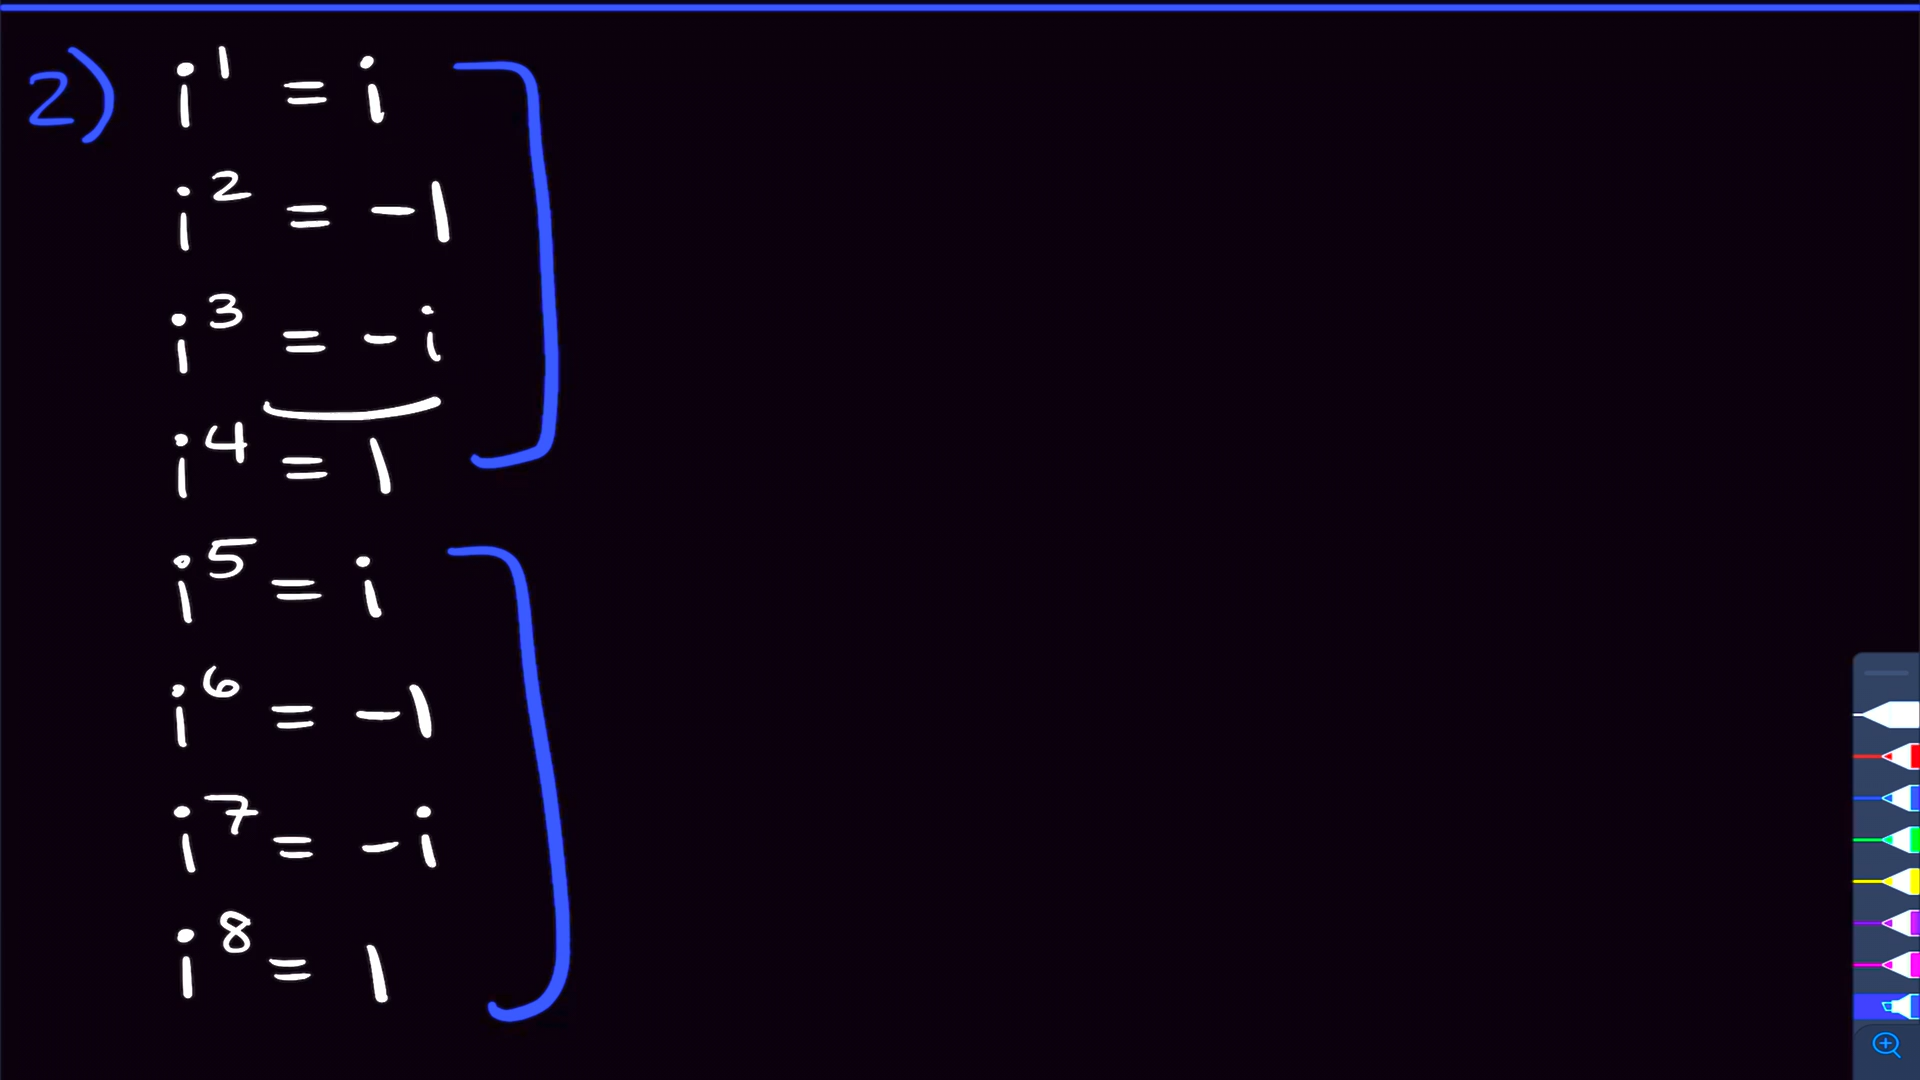 2) i¹ = i
i² = -1
i³ = -i
i⁴ = 1
i⁵ = i
i⁶ = -1
i⁷ = -i
i⁸ = 1